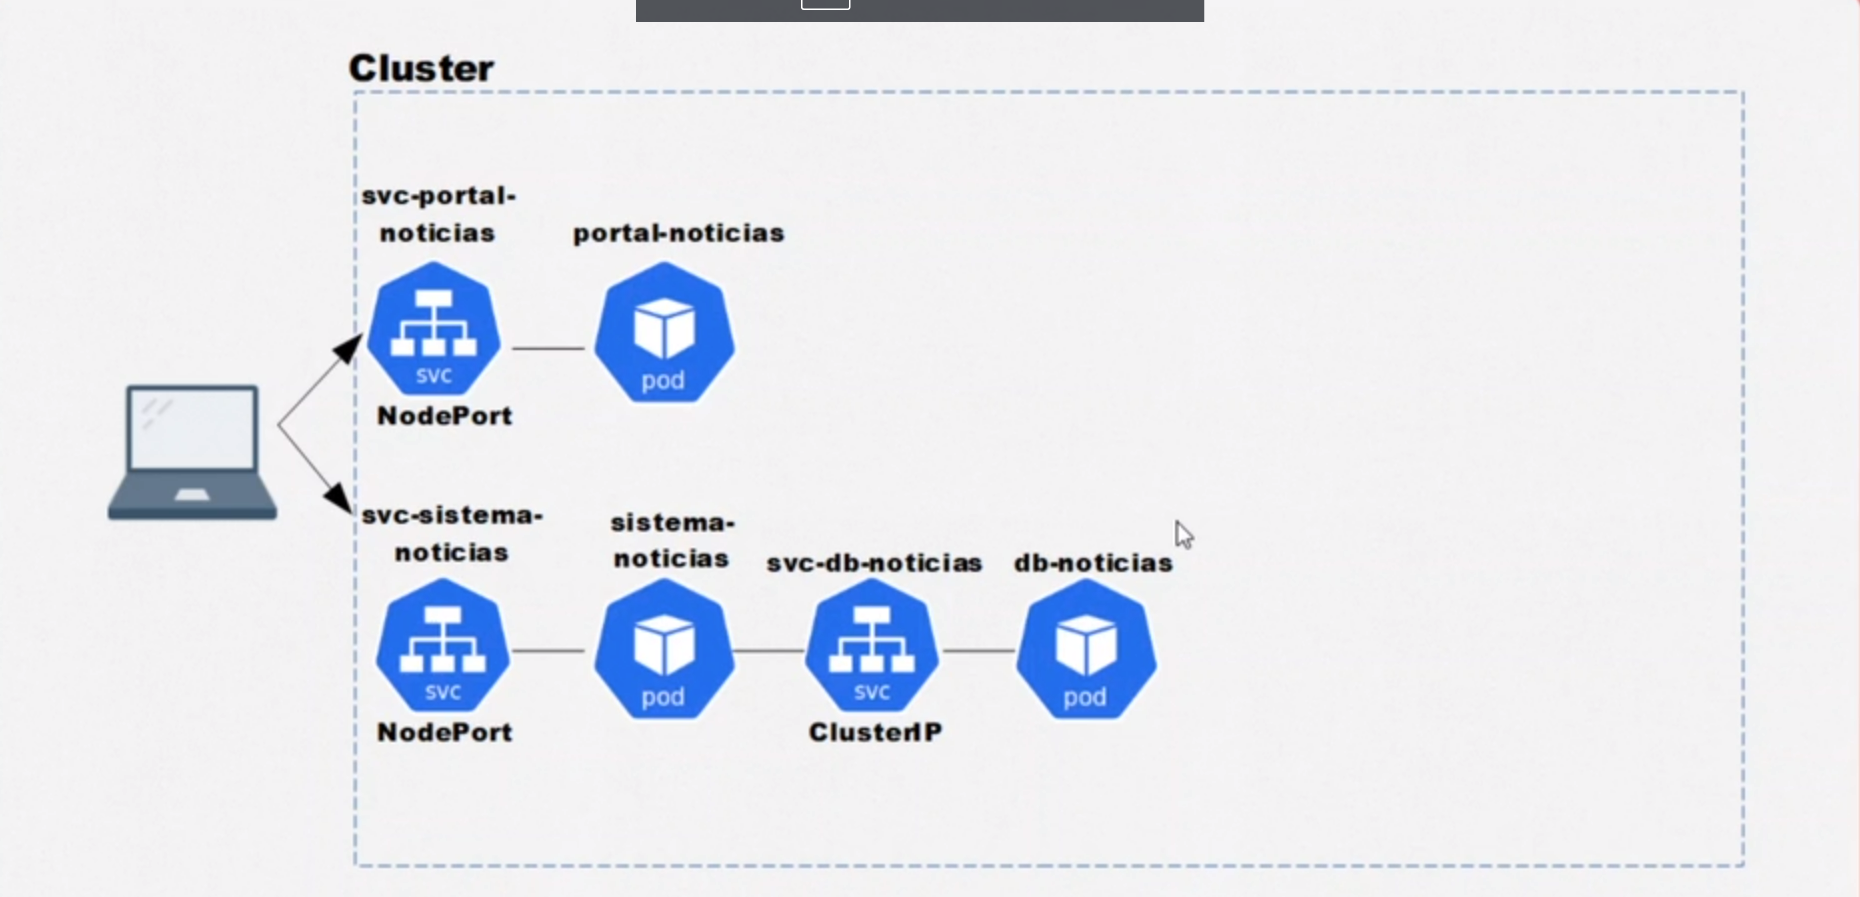 Cluster
svc-portal-
noticias
portal-noticias
svc
pod
NodePort
svc-sistema-
noticias
sistema-
noticias
svc-db-noticias
db-noticias
svc
pod
svc
pod
NodePort
ClusterIP